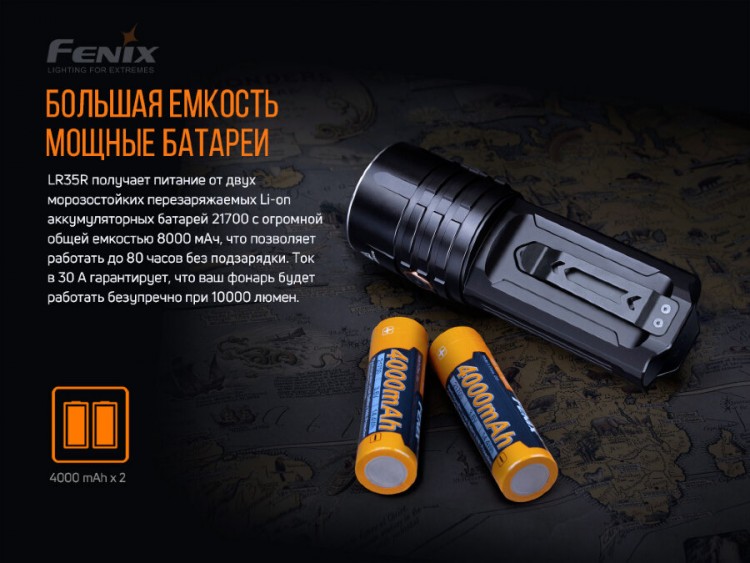 FENIX
LIGHTING FOR EXTREMES
БОЛЬШАЯ ЕМКОСТЬ
МОЩНЫЕ БАТАРЕИ
LR35R получает питание от двух
морозостойких перезаряжаемых Li-on
аккумуляторных батарей 21700 с огромной
общей емкостью 8000 мАч, что позволяет
работать до 80 часов без подзарядки. Ток
в 30 А гарантирует, что ваш фонарь будет
работать безупречно при 10000 люмен.
4000mAh
4000mAh
FENIX
4000 mAh x 2